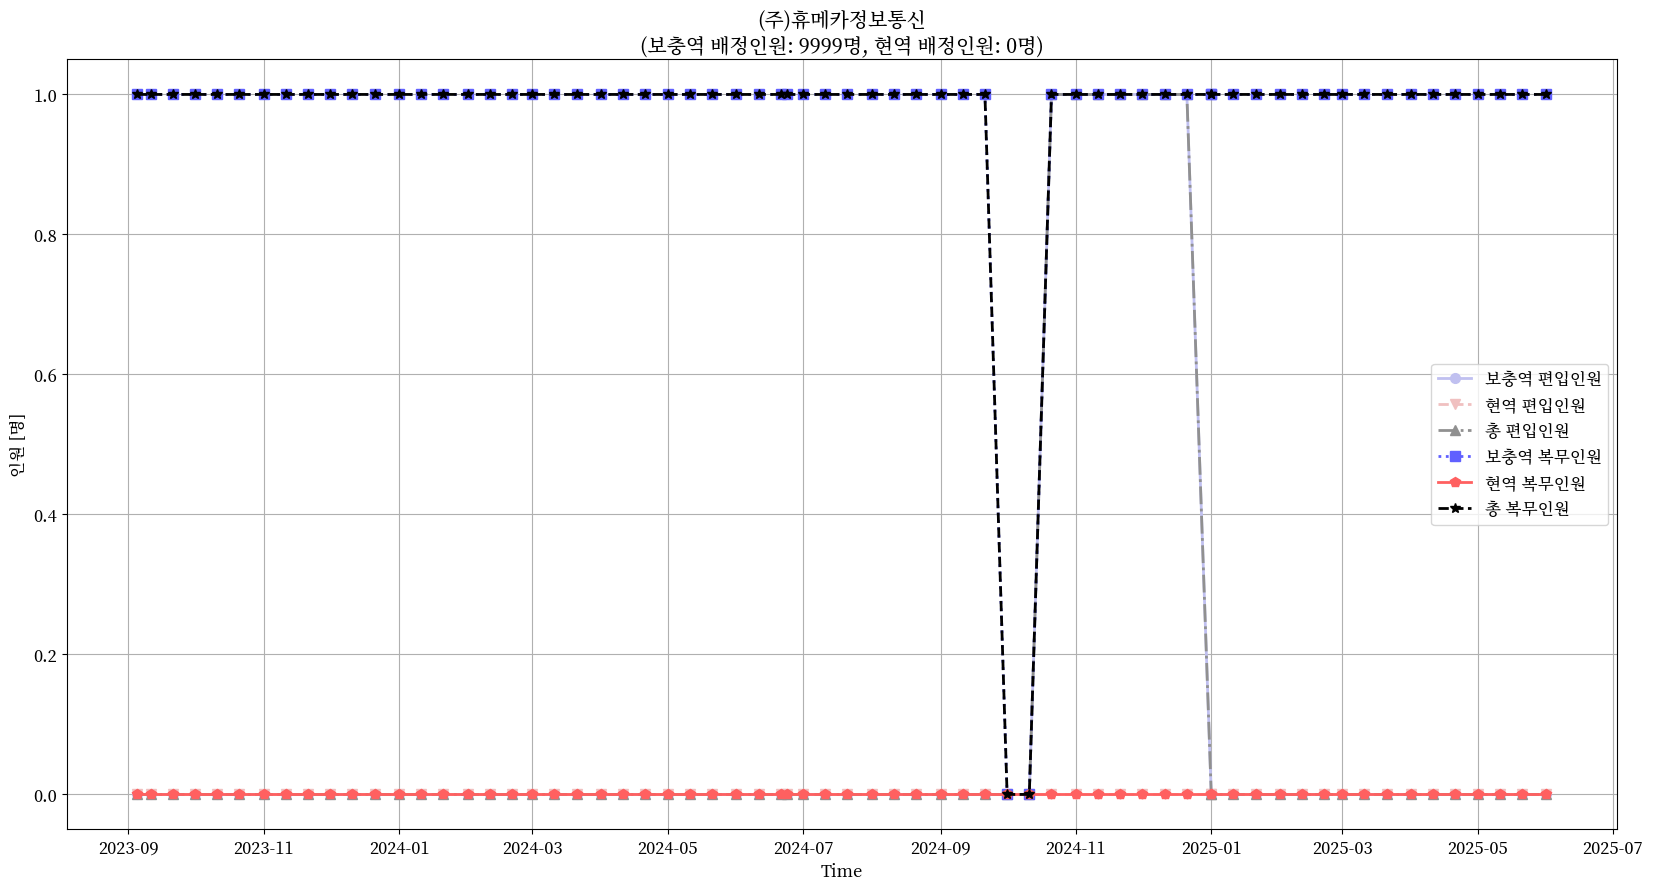 (주)휴메카정보통신
(보충역 배정인원: 9999명, 현역 배정인원: 0명)
1.0
0.8
0.6
0.4
0.2
0.0
인원 [명]
보충역 편입인원
현역 편입인원
총 편입인원
보충역 복무인원
현역 복무인원
총 복무인원
2023-09 2023-11 2024-01 2024-03 2024-05 2024-07 2024-09 2024-11 2025-01 2025-03 2025-05 2025-07
Time